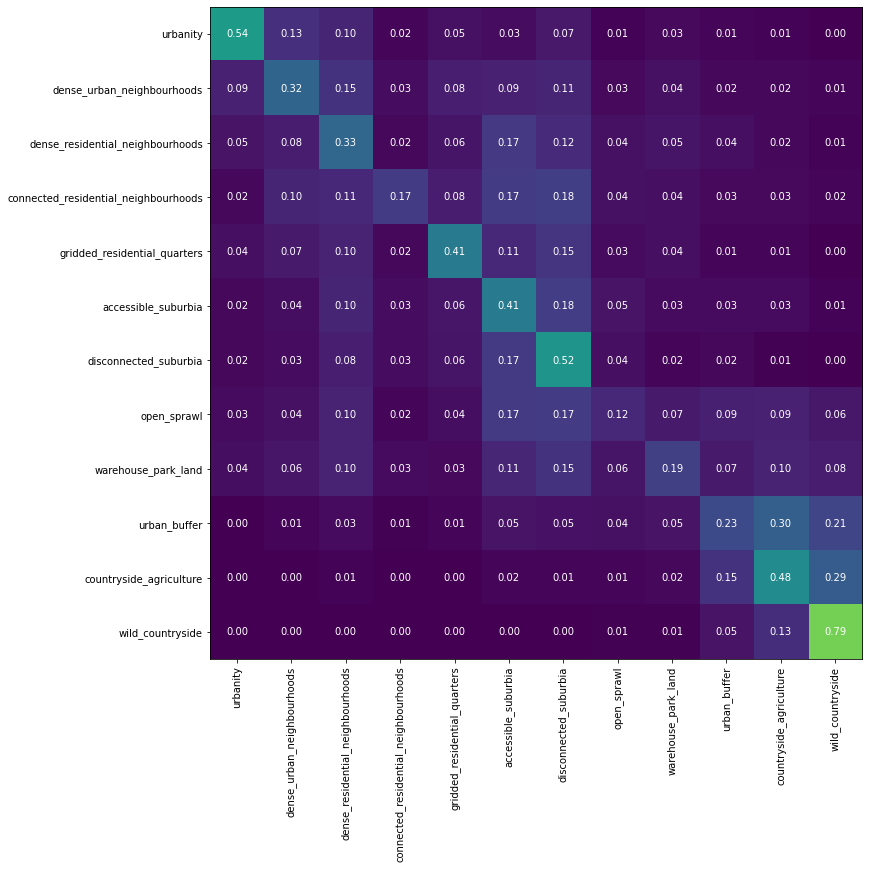 urbanity 0.54 0.13 0.10 0.02 0.05 0.03 0.07 0.01 0.03 0.01 0.01 0.00
dense_urban_neighbourhoods 0.09 0.32 0.15 0.03 0.08 0.09 0.11 0.03 0.04 0.02 0.02 0.01
dense_residential_neighbourhoods 0.05 0.08 0.33 0.02 0.06 0.17 0.12 0.04 0.05 0.04 0.02 0.01
connected_residential_neighbourhoods 0.02 0.10 0.11 0.17 0.08 0.17 0.18 0.04 0.04 0.03 0.03 0.02
gridded_residential_quarters 0.04 0.07 0.10 0.02 0.41 0.11 0.15 0.03 0.04 0.01 0.01 0.00
accessible_suburbia 0.02 0.04 0.10 0.03 0.06 0.41 0.18 0.05 0.03 0.03 0.03 0.01
disconnected_suburbia 0.02 0.03 0.08 0.03 0.06 0.17 0.52 0.04 0.02 0.02 0.01 0.00
open_sprawl 0.03 0.04 0.10 0.02 0.04 0.17 0.17 0.12 0.07 0.09 0.09 0.06
warehouse_park_land 0.04 0.06 0.10 0.03 0.03 0.11 0.15 0.06 0.19 0.07 0.10 0.08
urban_buffer 0.00 0.01 0.03 0.01 0.01 0.05 0.05 0.04 0.05 0.23 0.30 0.21
countryside_agriculture 0.00 0.00 0.01 0.00 0.00 0.02 0.01 0.01 0.02 0.15 0.48 0.29
wild_countryside 0.00 0.00 0.00 0.00 0.00 0.00 0.00 0.01 0.01 0.05 0.13 0.79
urbanity
dense_urban_neighbourhoods
dense_residential_neighbourhoods
connected_residential_neighbourhoods
gridded_residential_quarters
accessible_suburbia
disconnected_suburbia
open_sprawl
warehouse_park_land
urban_buffer
countryside_agriculture
wild_countryside